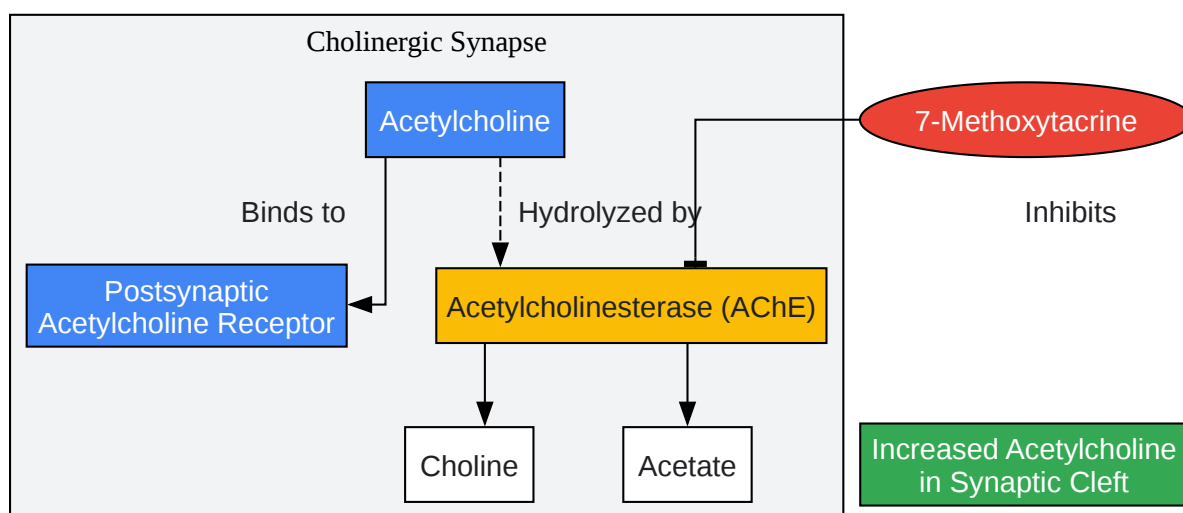 Cholinergic Synapse
Acetylcholine
7-Methoxytacrine
Binds to
Hydrolyzed by
Inhibits
Postsynaptic
Acetylcholine Receptor
Acetylcholinesterase (AChE)
Choline
Acetate
Increased Acetylcholine
in Synaptic Cleft